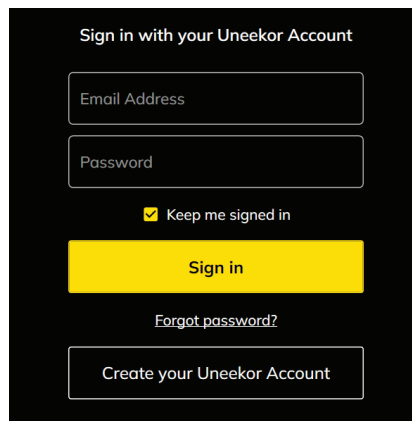 Sign in with your Uneekor Account
Email Address
Password
Keep me signed in
Sign in
Forgot password?
Create your Uneekor Account